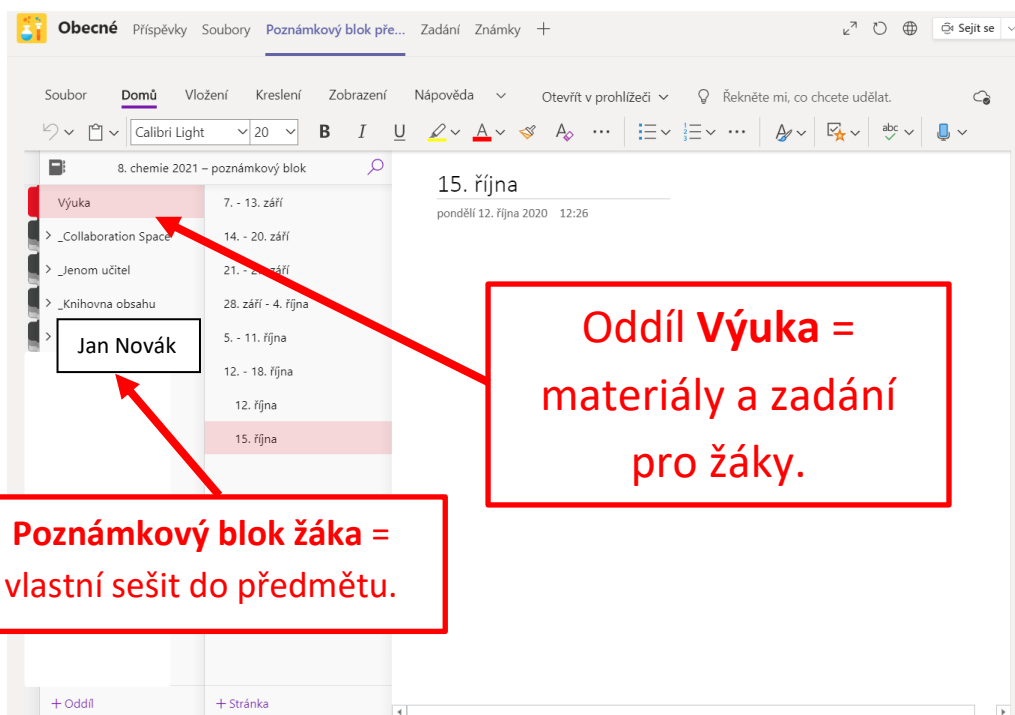 Obecné Příspěvky Soubory Poznámkový blok pře... Zadání Známky + Sejít se
Soubor Domů Vložení Kreslení Zobrazení Nápověda Otevřít v prohlížeči Řekněte mi, co chcete udělat.
Calibri Light 20 B I U A A ... ... A abc
8. chemie 2021 – poznámkový blok
Výuka
_Collaboration Space
_Jenom učitel
_Knihovna obsahu
Jan Novák
+ Oddíl
7. - 13. září
14. - 20. září
21. - září
28. září - 4. října
5. - 11. října
12. - 18. října
12. října
15. října
+ Stránka
15. října
pondělí 12. října 2020 12:26
Oddíl Výuka =
materiály a zadání
pro žáky.
Poznámkový blok žáka =
vlastní sešit do předmětu.